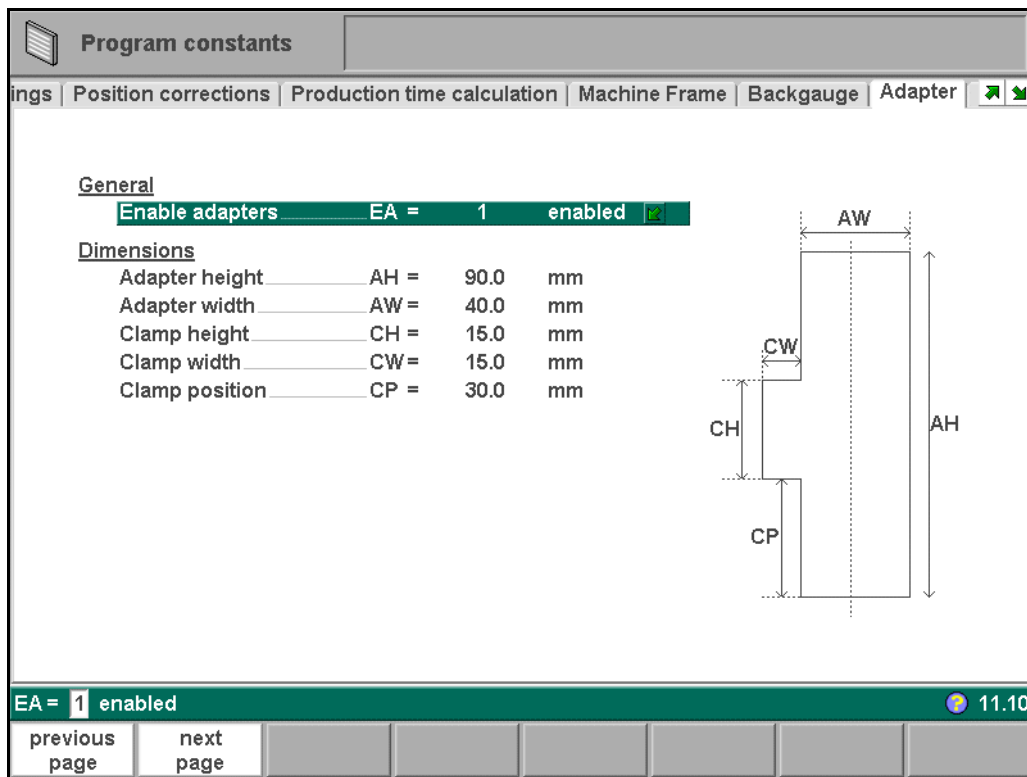 Program constants
ings Position corrections Production time calculation Machine Frame Backgauge Adapter
General
Enable adapters EA = 1 enabled
Dimensions
Adapter height AH = 90.0 mm
Adapter width AW = 40.0 mm
Clamp height CH = 15.0 mm
Clamp width CW = 15.0 mm
Clamp position CP = 30.0 mm
AW
CW
CH
AH
CP
EA = 1 enabled ? 11.10
previous page
next page